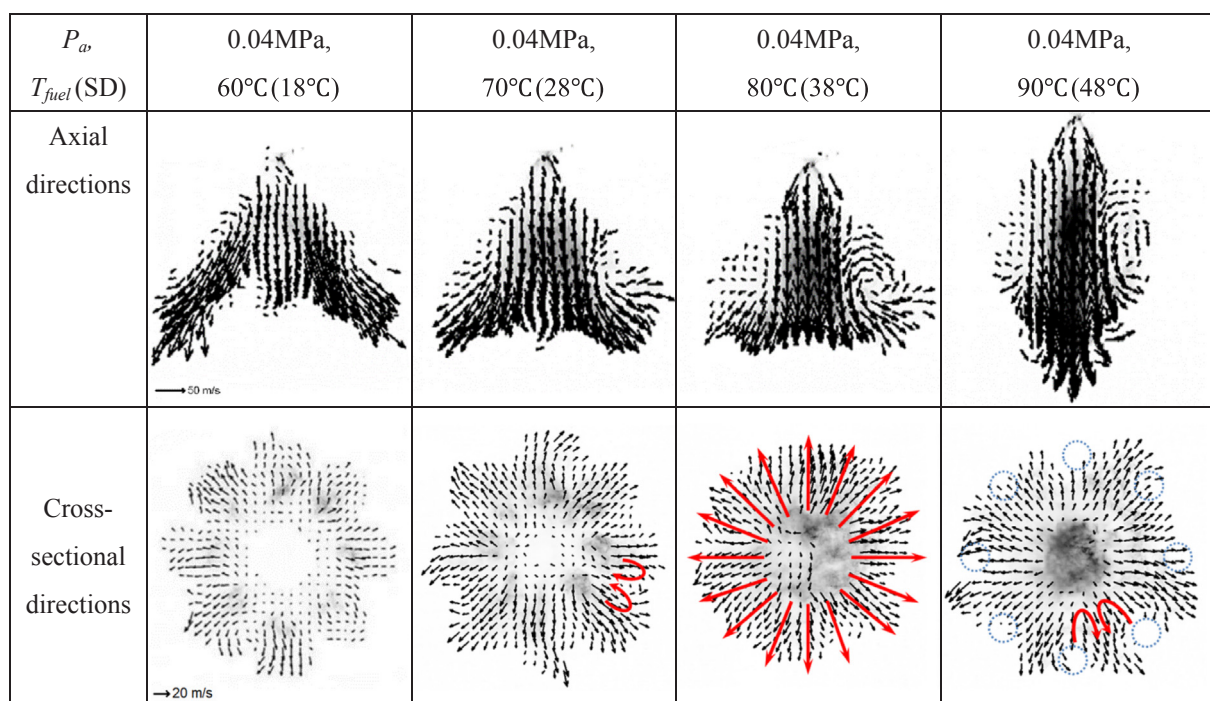 Pa,
Tfuel (SD)
0.04MPa,
60℃(18℃)
0.04MPa,
70℃(28℃)
0.04MPa,
80℃(38℃)
0.04MPa,
90℃(48℃)
Axial
directions
50 m/s
Cross-
sectional
directions
20 m/s